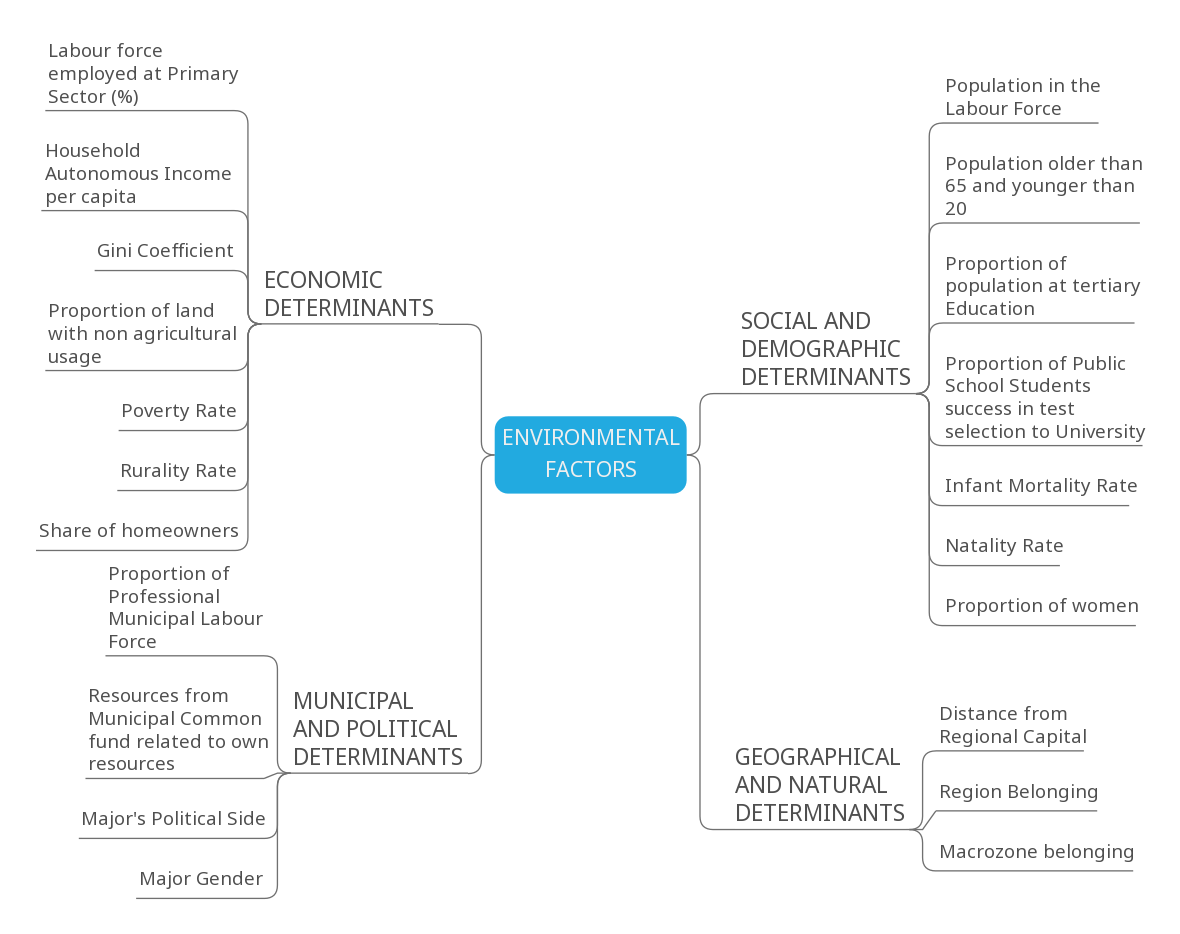 ENVIRONMENTAL
FACTORS
ECONOMIC
DETERMINANTS
Labour force
employed at Primary
Sector (%)
Household
Autonomous Income
per capita
Gini Coefficient
Proportion of land
with non agricultural
usage
Poverty Rate
Rurality Rate
Share of homeowners
MUNICIPAL
AND POLITICAL
DETERMINANTS
Proportion of
Professional
Municipal Labour
Force
Resources from
Municipal Common
fund related to own
resources
Major's Political Side
Major Gender
SOCIAL AND
DEMOGRAPHIC
DETERMINANTS
Population in the
Labour Force
Population older than
65 and younger than
20
Proportion of
population at tertiary
Education
Proportion of Public
School Students
success in test
selection to University
Infant Mortality Rate
Natality Rate
Proportion of women
GEOGRAPHICAL
AND NATURAL
DETERMINANTS
Distance from
Regional Capital
Region Belonging
Macrozone belonging